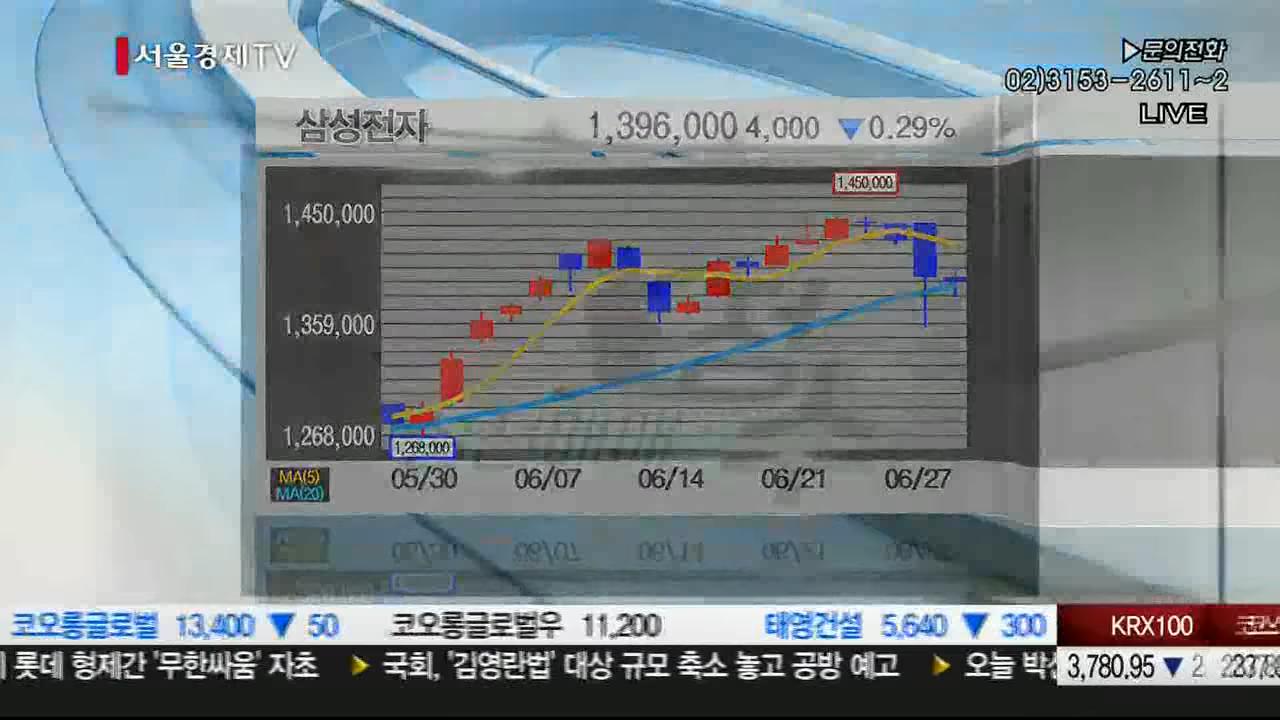 서울경제TV
▶문의전화
02)3153-2611~2
LIVE
삼성전자 1,396,000 4,000 ▼0.29%
1,450,000
1,450,000
1,359,000
1,268,000
1,268,000
MA(5)
MA(20)
05/30 06/07 06/14 06/21 06/27
코오롱글로벌 13,400 ▼ 50 코오롱글로벌우 11,200 태영건설 5,640 ▼ 300 KRX100
롯데 형제간 '무한싸움' 자초 ▶ 국회, '김영란법' 대상 규모 축소 놓고 공방 예고 ▶ 오늘 3,780.95 ▼